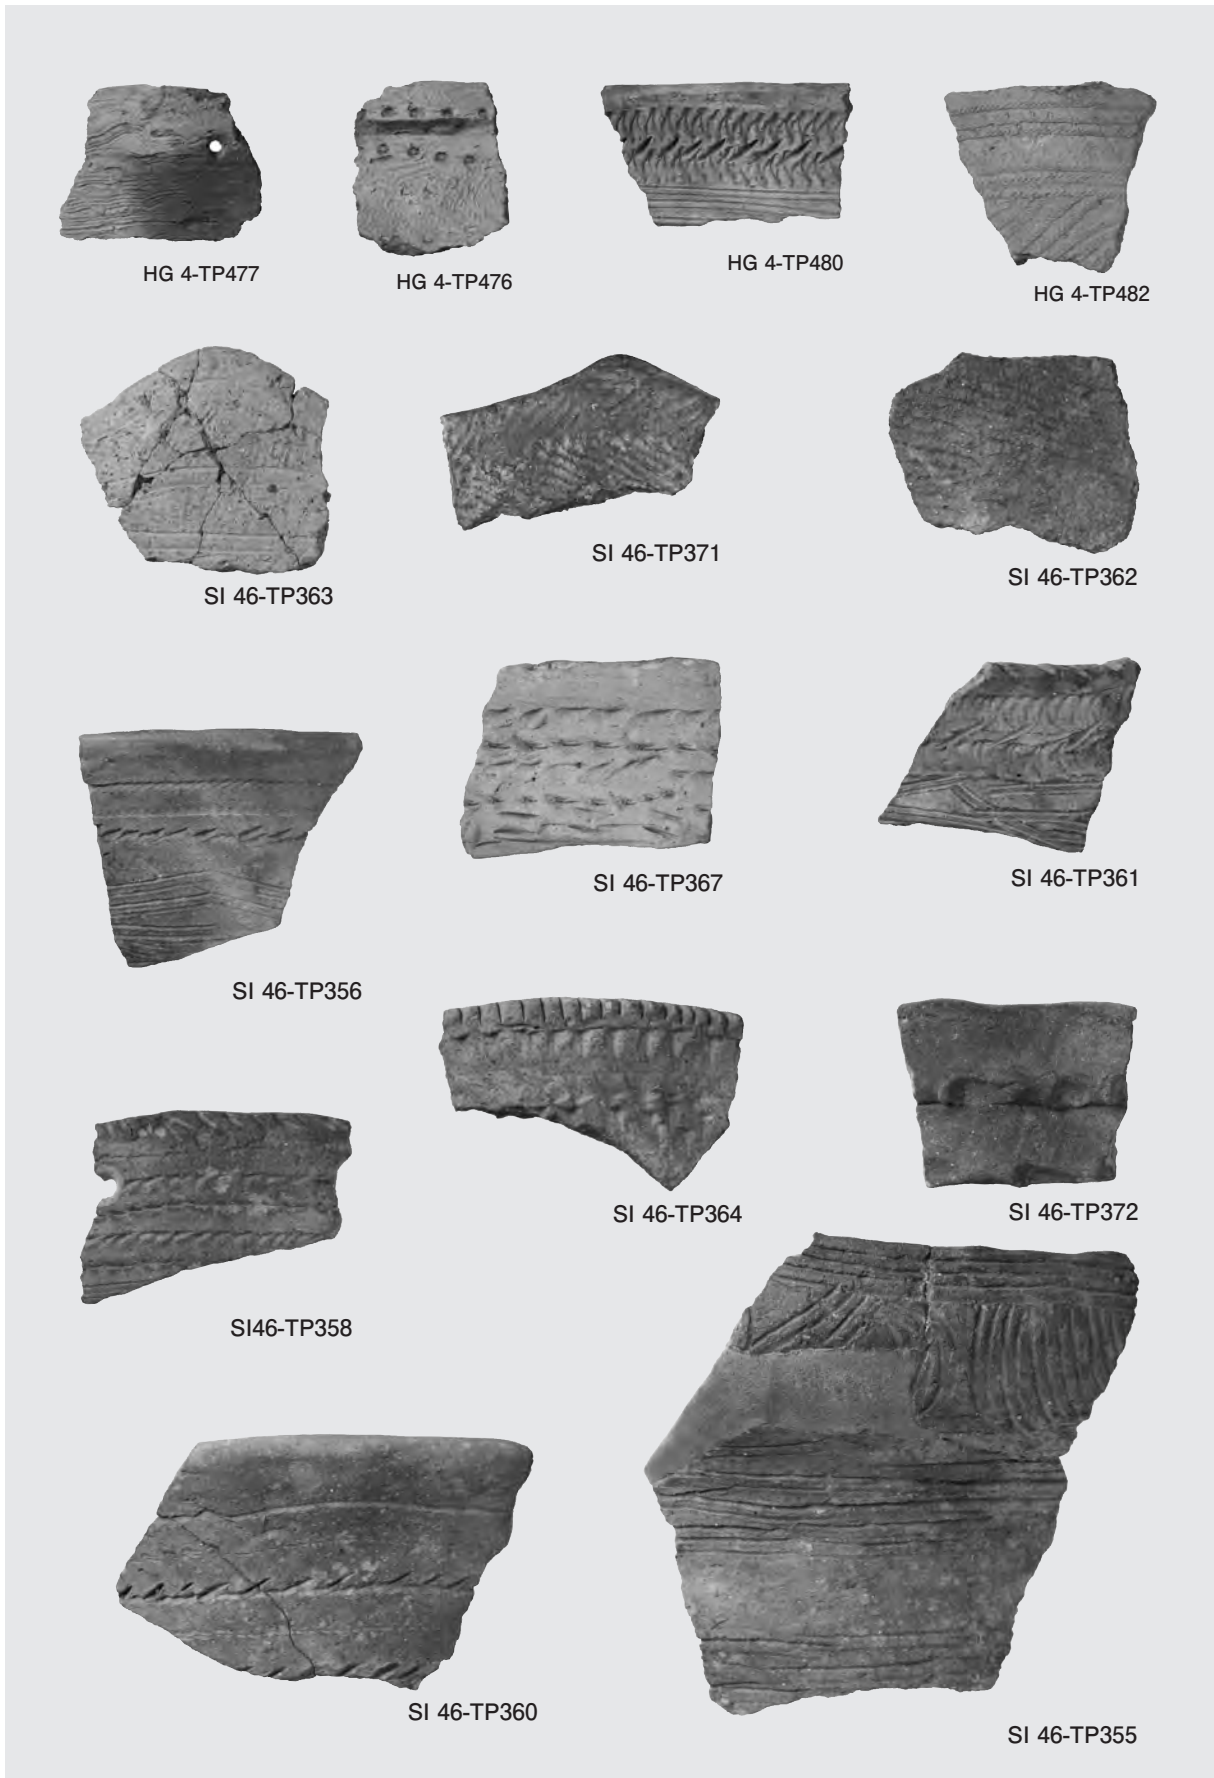 HG 4-TP477
HG 4-TP476
HG 4-TP480
HG 4-TP482
SI 46-TP363
SI 46-TP371
SI 46-TP362
SI 46-TP356
SI 46-TP367
SI 46-TP361
SI46-TP358
SI 46-TP364
SI 46-TP372
SI 46-TP360
SI 46-TP355